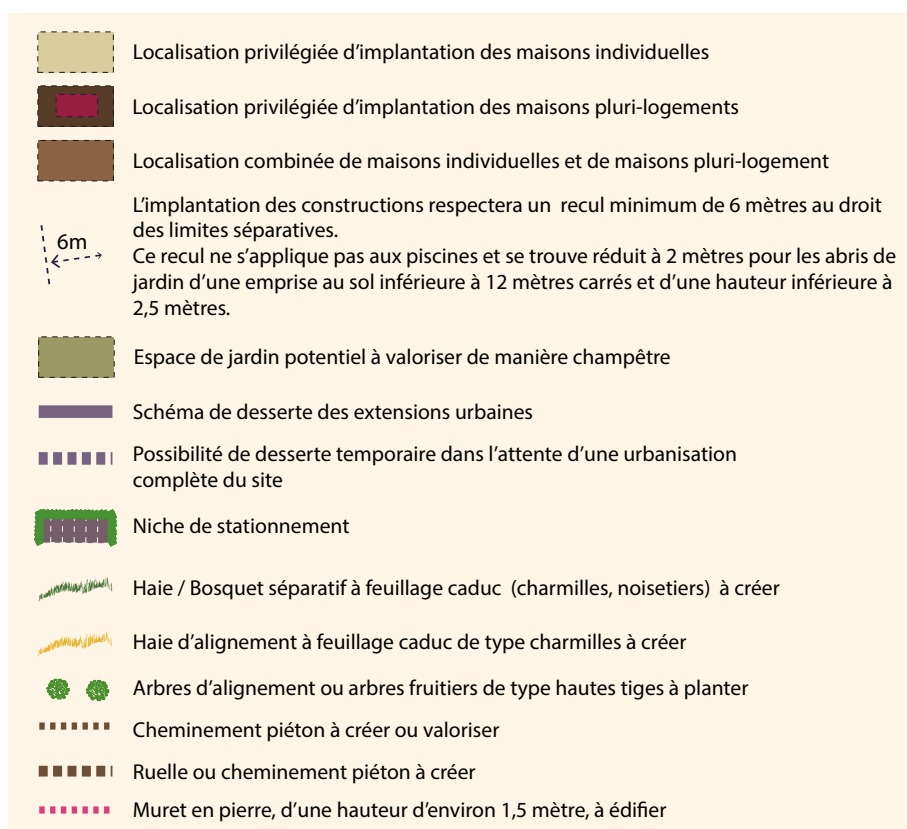 Localisation privilégiée d'implantation des maisons individuelles
Localisation privilégiée d'implantation des maisons pluri-logements
Localisation combinée de maisons individuelles et de maisons pluri-logement
6m
L'implantation des constructions respectera un recul minimum de 6 mètres au droit
des limites séparatives.
Ce recul ne s'applique pas aux piscines et se trouve réduit à 2 mètres pour les abris de
jardin d'une emprise au sol inférieure à 12 mètres carrés et d'une hauteur inférieure à
2,5 mètres.
Espace de jardin potentiel à valoriser de manière champêtre
Schéma de desserte des extensions urbaines
Possibilité de desserte temporaire dans l'attente d'une urbanisation
complète du site
Niche de stationnement
Haie / Bosquet séparatif à feuillage caduc (charmilles, noisetiers) à créer
Haie d'alignement à feuillage caduc de type charmilles à créer
Arbres d'alignement ou arbres fruitiers de type hautes tiges à planter
Cheminement piéton à créer ou valoriser
Ruelle ou cheminement piéton à créer
Muret en pierre, d'une hauteur d'environ 1,5 mètre, à édifier